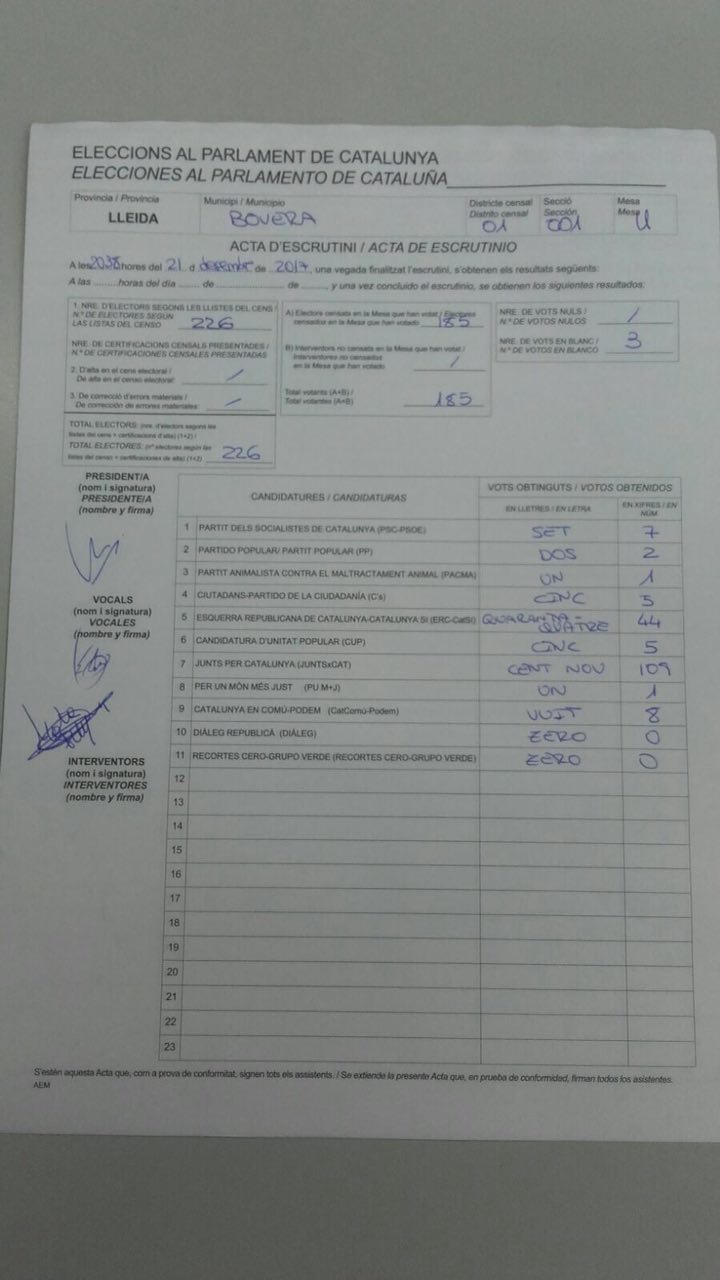 ELECCIONS AL PARLAMENT DE CATALUNYA
ELECCIONES AL PARLAMENTO DE CATALUÑA
Provincia / Provincia
LLEIDA
Municipi / Municipio
BOVERA
Districte censal
Distrito censal
01
Secció
Sección
001
Mesa
Mesa
U
ACTA D'ESCRUTINI / ACTA DE ESCRUTINIO
A les 2038 hores del 21 d desembre de 2017, una vegada finalitzat l'escrutini, s'obtenen els resultats següents:
A las ......... horas del día ....... de .................. de ........, y una vez concluido el escrutinio, se obtienen los siguientes resultados:
1. NRE. D'ELECTORS SEGONS LES LLISTES DEL CENS /
N.º DE ELECTORES SEGÚN
LAS LISTAS DEL CENSO 226
NRE. DE CERTIFICACIONS CENSALS PRESENTADES /
N.º DE CERTIFICACIONES CENSALES PRESENTADAS
2. D'alta en el cens electoral /
De alta en el censo electoral: /
3. De correcció d'errors materials /
De corrección de errores materiales: /
TOTAL ELECTORS: (nre. d'electors segons les
llistes del cens + certificacions d'alta) (1+2) /
TOTAL ELECTORES: (nº electores según las
listas del censo + certificaciones de alta) (1+2) 226
A) Electors censats en la Mesa que han votat / Electores
censados en la Mesa que han votado 185
B) Interventors no censats en la Mesa que han votat /
Interventores no censados
en la Mesa que han votado /
Total votants (A+B) /
Total votantes (A+B) 185
NRE. DE VOTS NULS /
N.º DE VOTOS NULOS /
NRE. DE VOTS EN BLANC /
N.º DE VOTOS EN BLANCO 3
PRESIDENT/A
(nom i signatura)
PRESIDENTE/A
(nombre y firma)
VOCALS
(nom i signatura)
VOCALES
(nombre y firma)
INTERVENTORS
(nom i signatura)
INTERVENTORES
(nombre y firma)
CANDIDATURES / CANDIDATURAS
VOTS OBTINGUTS / VOTOS OBTENIDOS
EN LLETRES / EN LETRA
EN XIFRES / EN NÚM
1 PARTIT DELS SOCIALISTES DE CATALUNYA (PSC-PSOE) SET 7
2 PARTIDO POPULAR/ PARTIT POPULAR (PP) DOS 2
3 PARTIT ANIMALISTA CONTRA EL MALTRACTAMENT ANIMAL (PACMA) UN 1
4 CIUTADANS-PARTIDO DE LA CIUDADANÍA (C's) CINC 5
5 ESQUERRA REPUBLICANA DE CATALUNYA-CATALUNYA SÍ (ERC-CatSí) QUARANTA-QUATRE 44
6 CANDIDATURA D'UNITAT POPULAR (CUP) CINC 5
7 JUNTS PER CATALUNYA (JUNTSxCAT) CENT NOU 109
8 PER UN MÓN MÉS JUST (PU M+J) UN 1
9 CATALUNYA EN COMÚ-PODEM (CatComú-Podem) VUIT 8
10 DIÀLEG REPUBLICÀ (DIÀLEG) ZERO 0
11 RECORTES CERO-GRUPO VERDE (RECORTES CERO-GRUPO VERDE) ZERO 0
12
13
14
15
16
17
18
19
20
21
22
23
S'estén aquesta Acta que, com a prova de conformitat, signen tots els assistents. / Se extiende la presente Acta que, en prueba de conformidad, firman todos los asistentes.
AEM